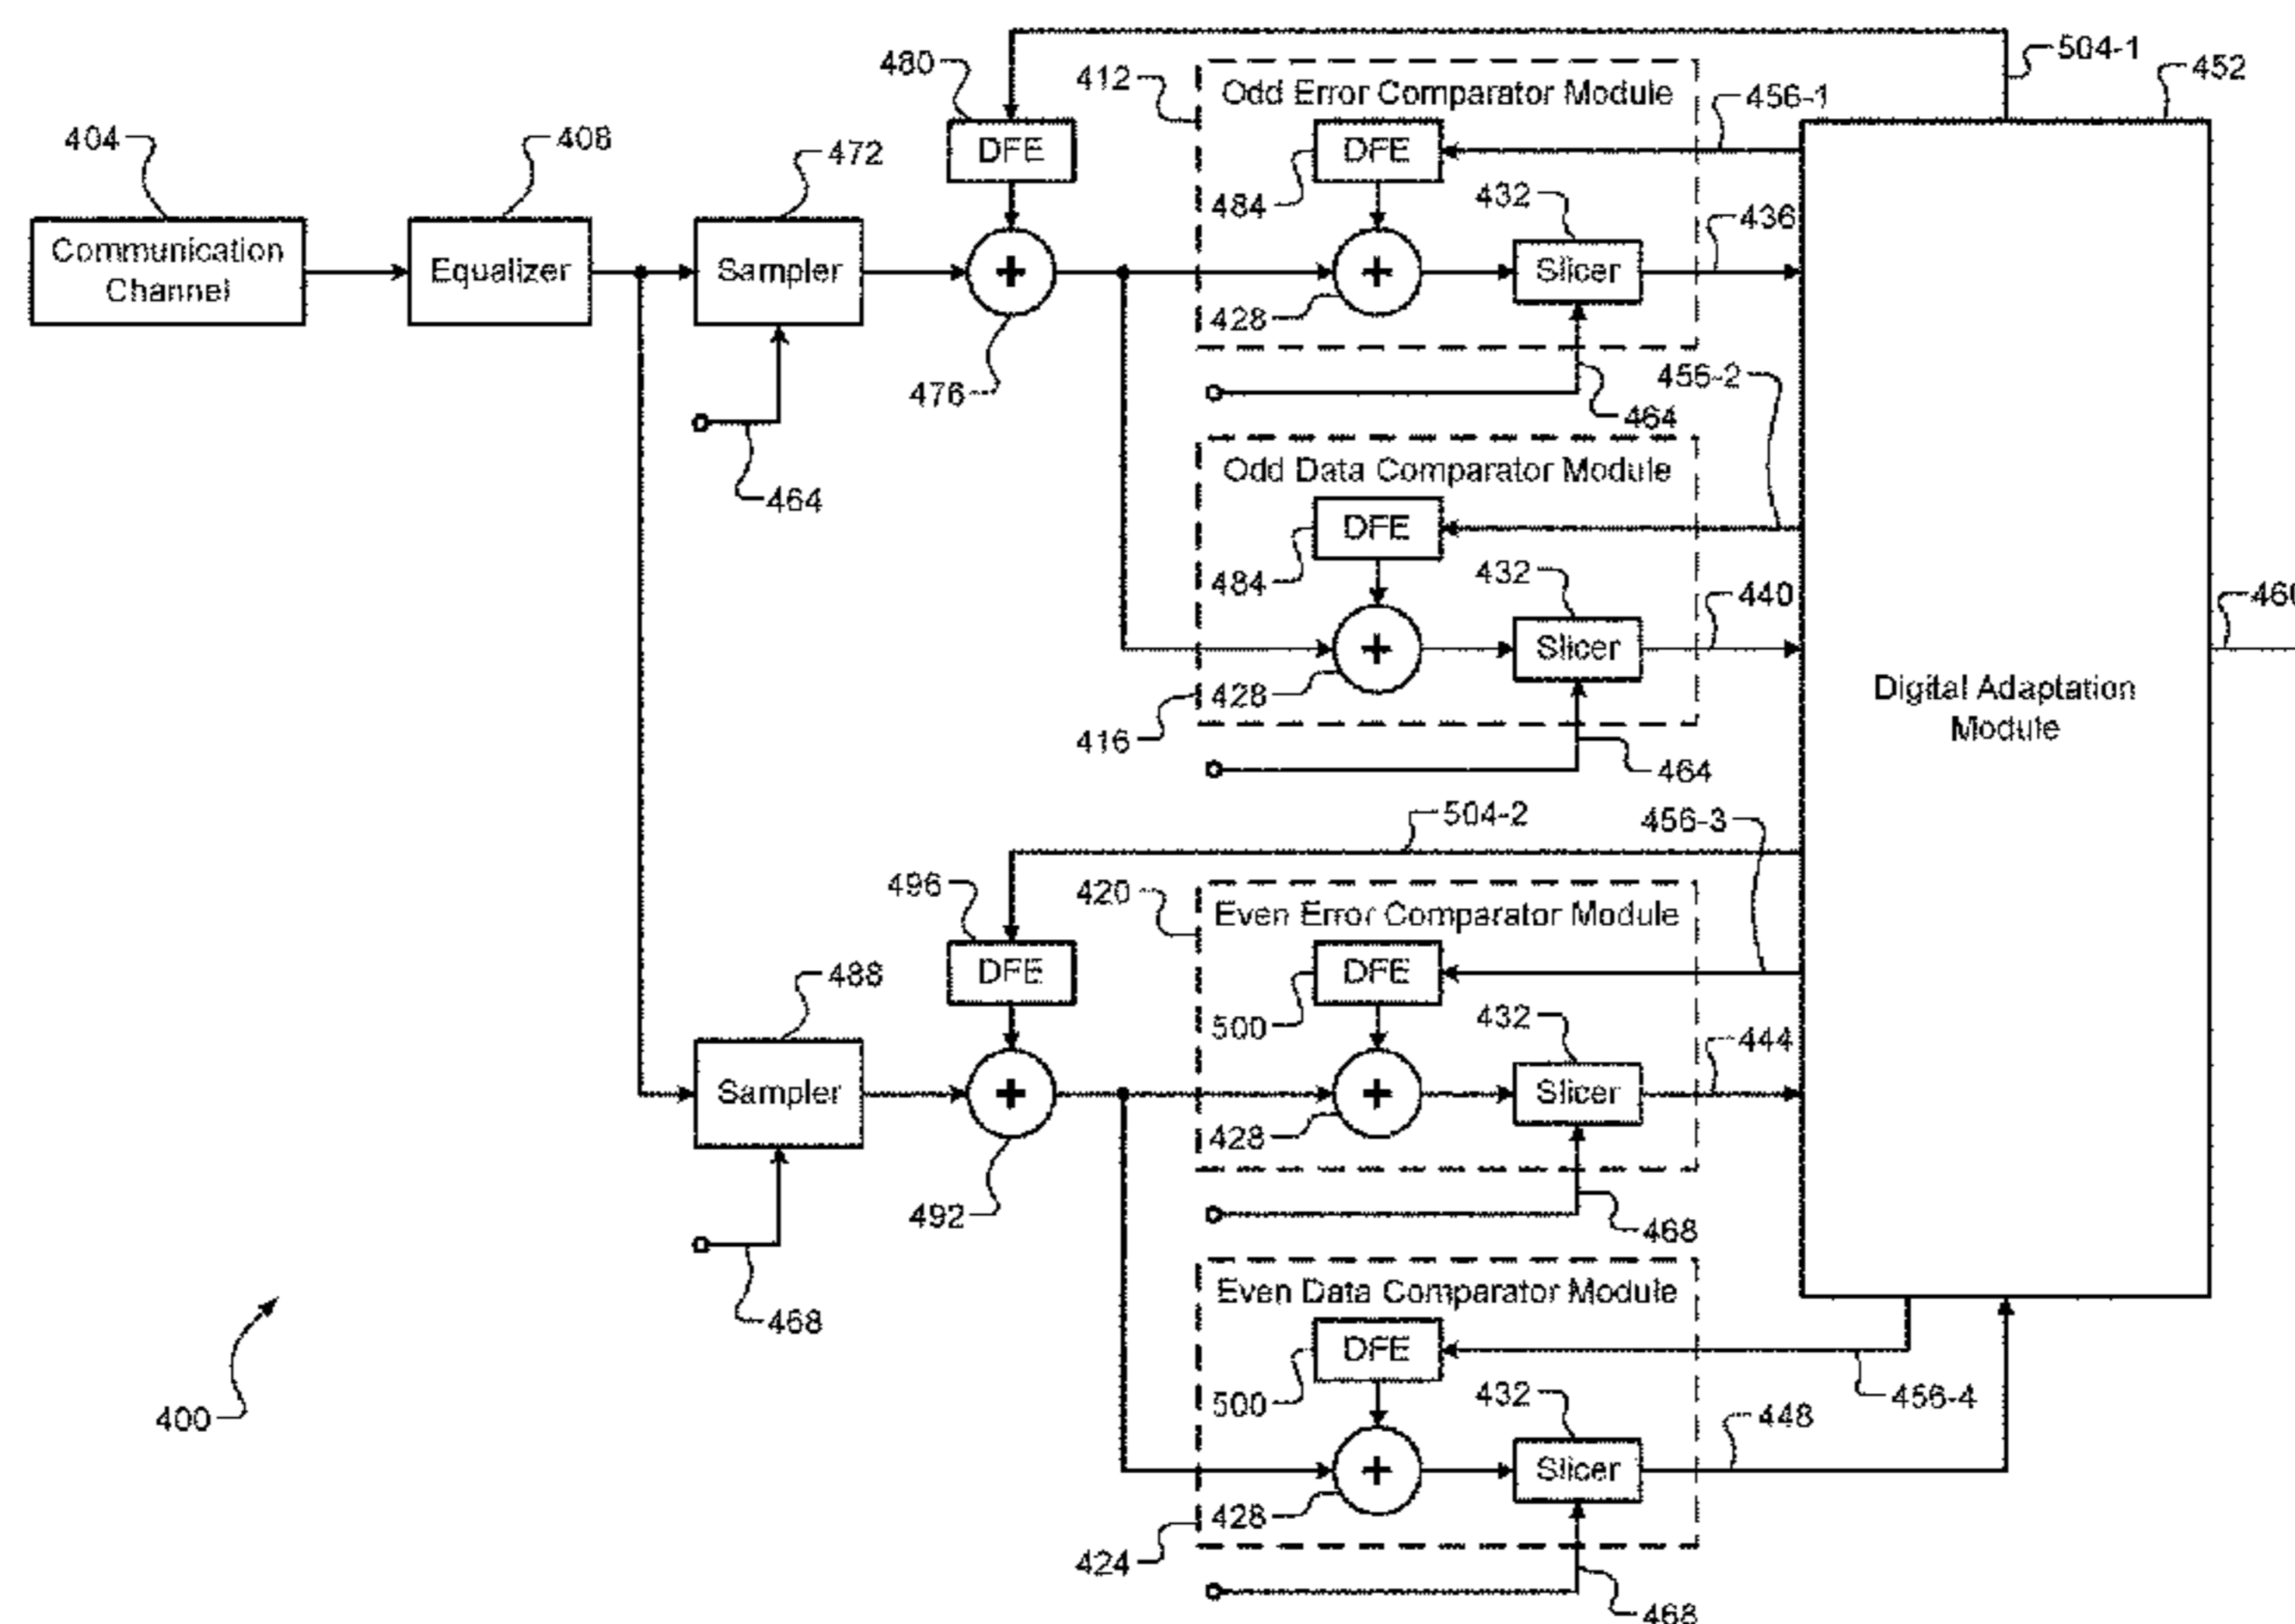 504-1
480
412
Odd Error Comparator Module
456-1
452
404
408
472
DFE
DFE
484
432
436
Communication
Channel
Equalizer
Sampler
+
+
Slicer
428
476
464
456-2
464
Odd Data Comparator Module
DFE
484
432
440
460
+
Slicer
428
416
464
Digital Adaptation
Module
504-2
456-3
496
420
Even Error Comparator Module
488
DFE
DFE
500
432
444
Sampler
+
+
Slicer
428
492
468
468
Even Data Comparator Module
DFE
500
432
456-4
400
448
+
Slicer
428
424
468